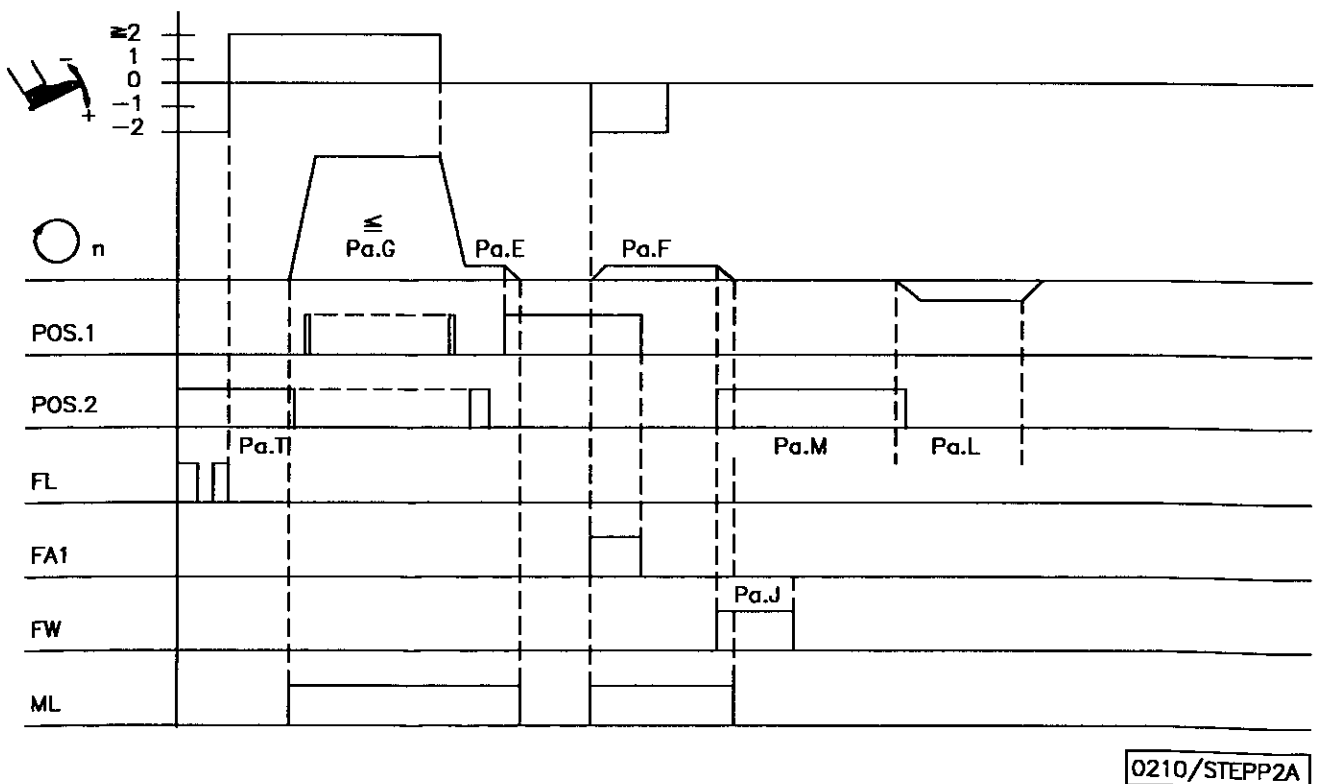 ≧2
1
0
−1
−2
−
+
n
≦
Pa.G
Pa.E
Pa.F
POS.1
POS.2
Pa.T
Pa.M
Pa.L
FL
FA1
Pa.J
FW
ML
0210/STEPP2A